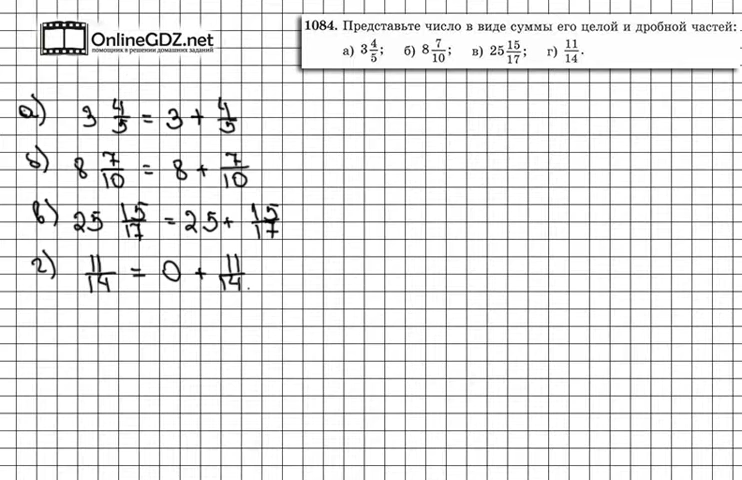 OnlineGDZ.net
помощник в решении домашних заданий
1084. Представьте число в виде суммы его целой и дробной частей:
а) 3 4/5; б) 8 7/10; в) 25 15/17; г) 11/14.
а) 3 4/5 = 3 + 4/5
б) 8 7/10 = 8 + 7/10
в) 25 15/17 = 25 + 15/17
г) 11/14 = 0 + 11/14.